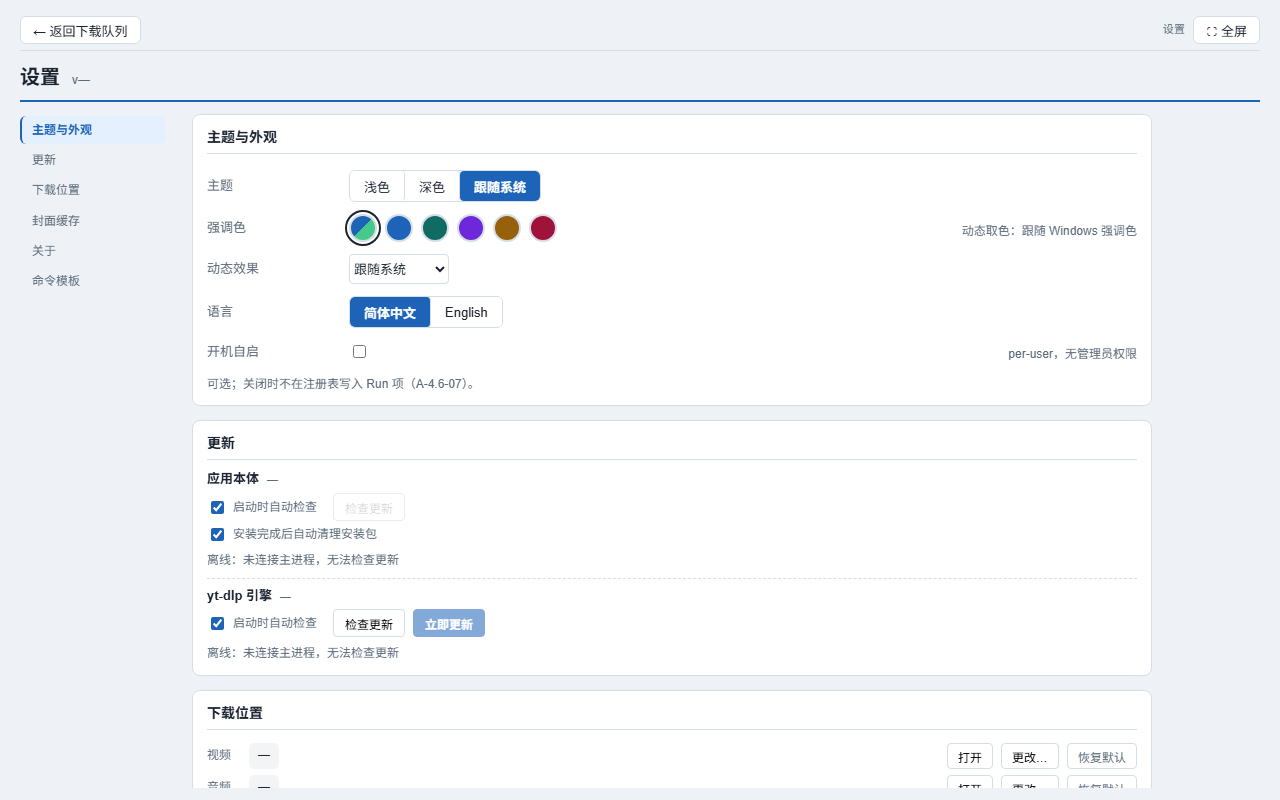 ← 返回下载队列
设置 ⛶ 全屏
设置 v—
主题与外观
更新
下载位置
封面缓存
关于
命令模板
主题与外观
主题 浅色 深色 跟随系统
强调色 动态取色：跟随 Windows 强调色
动态效果 跟随系统
语言 简体中文 English
开机自启 per-user，无管理员权限
可选；关闭时不在注册表写入 Run 项（A-4.6-07）。
更新
应用本体 —
启动时自动检查 检查更新
安装完成后自动清理安装包
离线：未连接主进程，无法检查更新
yt-dlp 引擎 —
启动时自动检查 检查更新 立即更新
离线：未连接主进程，无法检查更新
下载位置
视频 — 打开 更改… 恢复默认
音频 — 打开 更改… 恢复默认